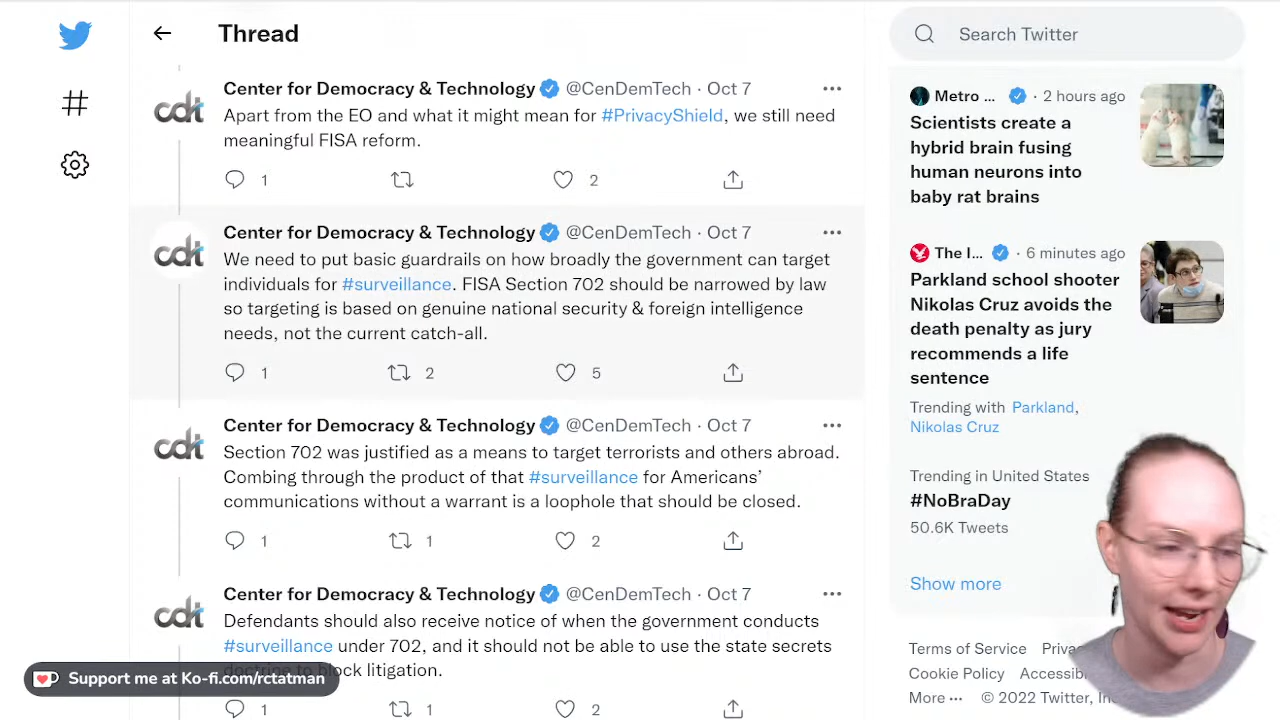 Thread
Search Twitter
Center for Democracy & Technology @CenDemTech · Oct 7
Apart from the EO and what it might mean for #PrivacyShield, we still need
meaningful FISA reform.
1 2
cdt
Center for Democracy & Technology @CenDemTech · Oct 7
We need to put basic guardrails on how broadly the government can target
individuals for #surveillance. FISA Section 702 should be narrowed by law
so targeting is based on genuine national security & foreign intelligence
needs, not the current catch-all.
1 2 5
cdt
Center for Democracy & Technology @CenDemTech · Oct 7
Section 702 was justified as a means to target terrorists and others abroad.
Combing through the product of that #surveillance for Americans’
communications without a warrant is a loophole that should be closed.
1 1 2
cdt
Center for Democracy & Technology @CenDemTech · Oct 7
Defendants should also receive notice of when the government conducts
#surveillance under 702, and it should not be able to use the state secrets
doctrine to block litigation.
1 1 2
cdt
Support me at Ko-fi.com/rctatman
Metro ... · 2 hours ago
Scientists create a
hybrid brain fusing
human neurons into
baby rat brains
The I... · 6 minutes ago
Parkland school shooter
Nikolas Cruz avoids the
death penalty as jury
recommends a life
sentence
Trending with Parkland,
Nikolas Cruz
Trending in United States
#NoBraDay
50.6K Tweets
Show more
Terms of Service
Cookie Policy
More ··· © 2022 Twitter,